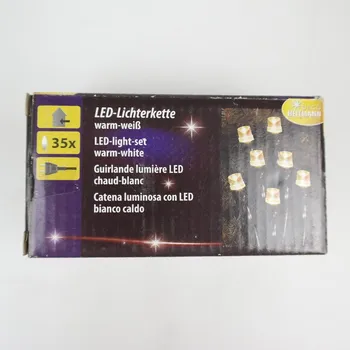 LED-Lichterkette
warm-weiß
35x
LED-light-set
warm-white
Guirlande lumière LED
chaud-blanc
Catena luminosa con LED
bianco caldo
HELLMANN